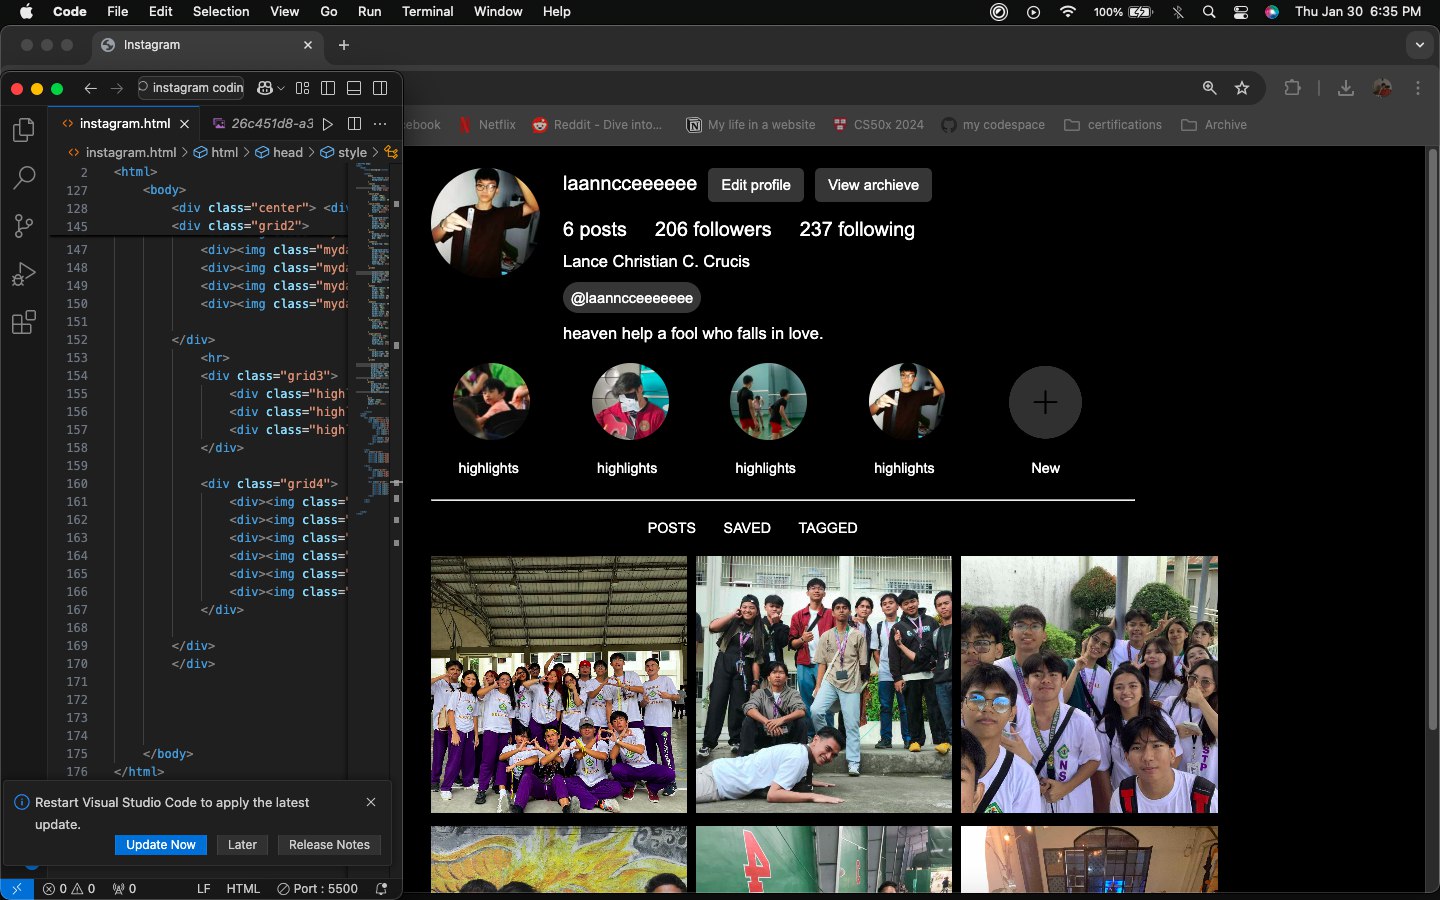 Code File Edit Selection View Go Run Terminal Window Help 100% Thu Jan 30 6:35 PM
Instagram
instagram codin
instagram.html 26c451d8-a3
cebook Netflix Reddit - Dive into... My life in a website CS50x 2024 my codespace certifications Archive
instagram.html > html > head > style >
2 <html>
127 <body>
128 <div class="center"> <div
145 <div class="grid2">
147 <div><img class="myda
148 <div><img class="myda
149 <div><img class="myda
150 <div><img class="myda
151
152 </div>
153 <hr>
154 <div class="grid3">
155 <div class="high
156 <div class="high
157 <div class="high
158 </div>
159
160 <div class="grid4">
161 <div><img class=
162 <div><img class=
163 <div><img class=
164 <div><img class=
165 <div><img class=
166 <div><img class=
167 </div>
168
169 </div>
170 </div>
171
172
173
174
175 </body>
176 </html>
Restart Visual Studio Code to apply the latest
update.
Update Now Later Release Notes
0 0 0 LF HTML Port : 5500
laanncceeeeee Edit profile View archieve
6 posts 206 followers 237 following
Lance Christian C. Crucis
@laanncceeeeeee
heaven help a fool who falls in love.
highlights highlights highlights highlights New
POSTS SAVED TAGGED
4